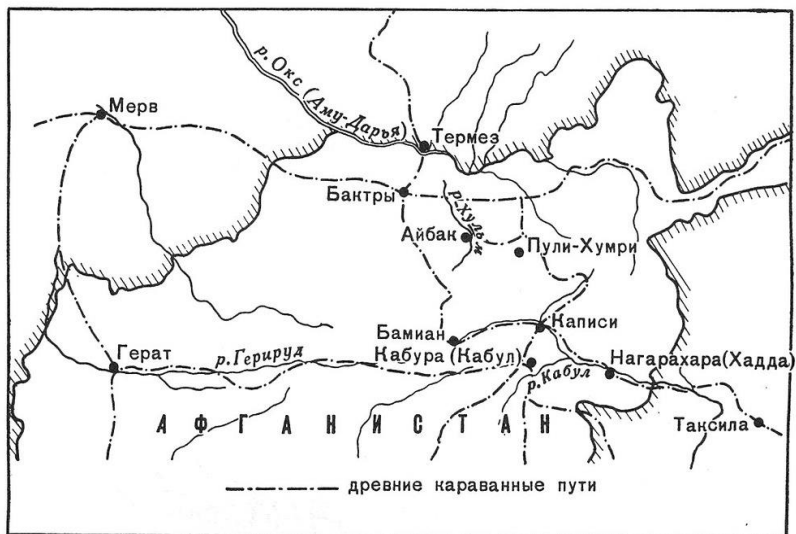 р. Окс (Аму-Дарья)
Мерв
Термез
Бактры
р. Хульм
Айбак
Пули-Хумри
Бамиан
Каписи
Герат
р. Герируд
Кабура (Кабул)
р. Кабул
Нагарахара (Хадда)
Таксила
АФГАНИСТАН
древние караванные пути